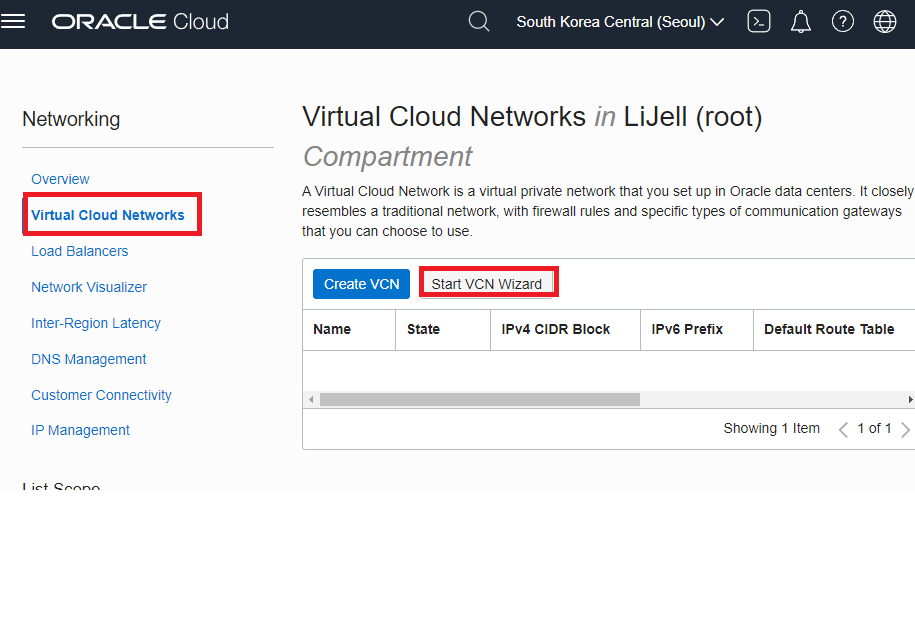 ORACLE Cloud
South Korea Central (Seoul)
Networking
Overview
Virtual Cloud Networks
Load Balancers
Network Visualizer
Inter-Region Latency
DNS Management
Customer Connectivity
IP Management
List Scope
Virtual Cloud Networks in LiJell (root)
Compartment
A Virtual Cloud Network is a virtual private network that you set up in Oracle data centers. It closely
resembles a traditional network, with firewall rules and specific types of communication gateways
that you can choose to use.
Create VCN Start VCN Wizard
Name State IPv4 CIDR Block IPv6 Prefix Default Route Table
Showing 1 Item 1 of 1